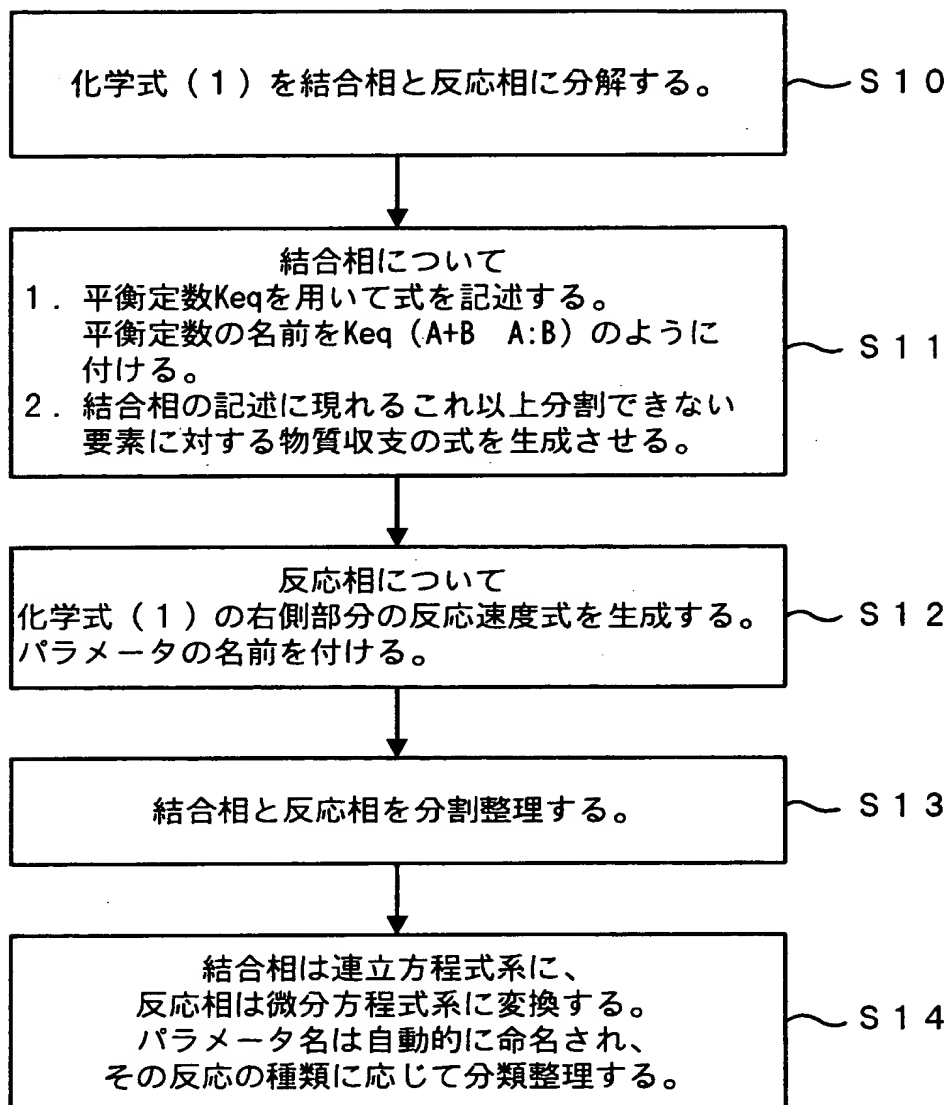 化学式（１）を結合相と反応相に分解する。
Ｓ１０
結合相について
１．平衡定数Keqを用いて式を記述する。
平衡定数の名前をKeq（A+B　A:B）のように
付ける。
２．結合相の記述に現れるこれ以上分割できない
要素に対する物質収支の式を生成させる。
Ｓ１１
反応相について
化学式（１）の右側部分の反応速度式を生成する。
パラメータの名前を付ける。
Ｓ１２
結合相と反応相を分割整理する。
Ｓ１３
結合相は連立方程式系に、
反応相は微分方程式系に変換する。
パラメータ名は自動的に命名され、
その反応の種類に応じて分類整理する。
Ｓ１４